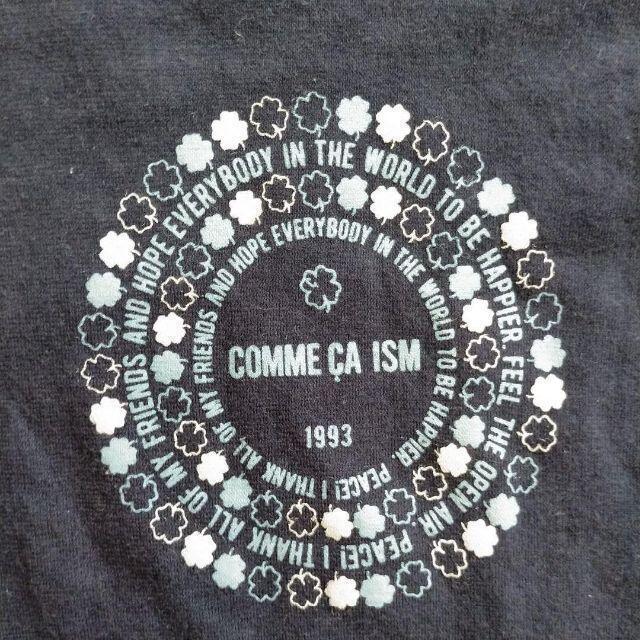 PEACE! I THANK ALL OF MY FRIENDS AND HOPE EVERYBODY IN THE WORLD TO BE HAPPIER FEEL THE OPEN AIR
PEACE! I THANK ALL OF MY FRIENDS AND HOPE EVERYBODY IN THE WORLD TO BE HAPPIER
COMME ÇA ISM
1993